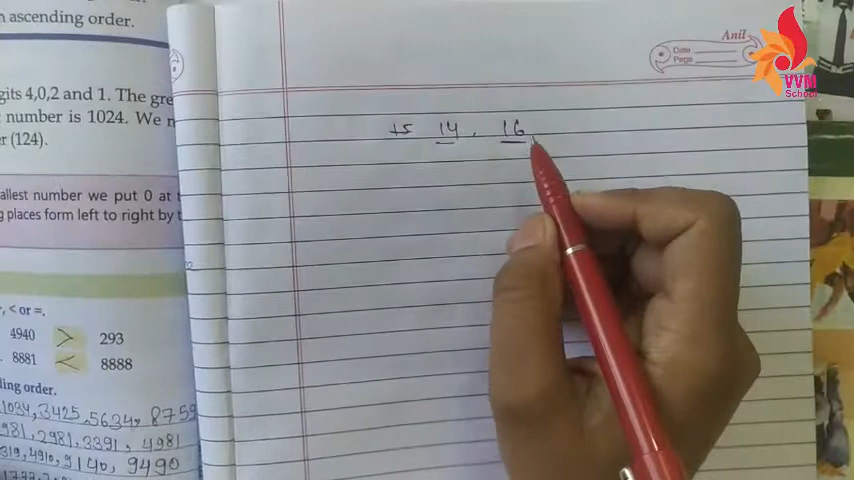 n ascending order.
gits 4,0,2 and 1. The gre
number is 1024. We n
r (124).
allest number we put 0 at t
g places form left to right by t
, < or =.
4940 > 293
8881 < 8888
ding order.
1034, 3425, 5634, 8759
981, 2981, 3391, 4981
319, 4910, 9140, 9490
Anil
Date
Page
+5 14, 16
VVM
School